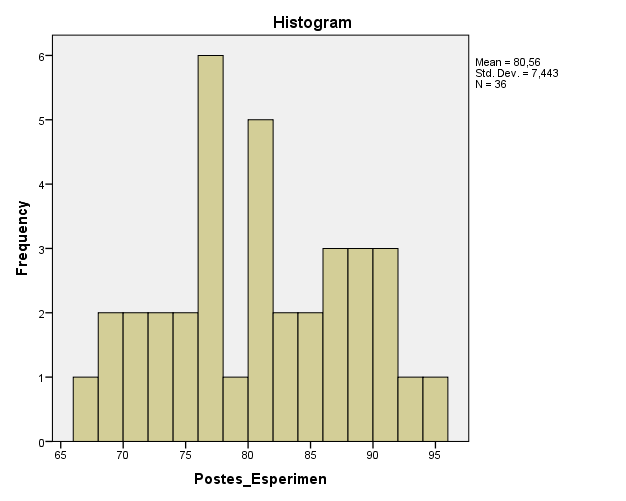 Histogram
Mean = 80,56
Std. Dev. = 7,443
N = 36
Frequency
6
5
4
3
2
1
0
65 70 75 80 85 90 95
Postes_Esperimen